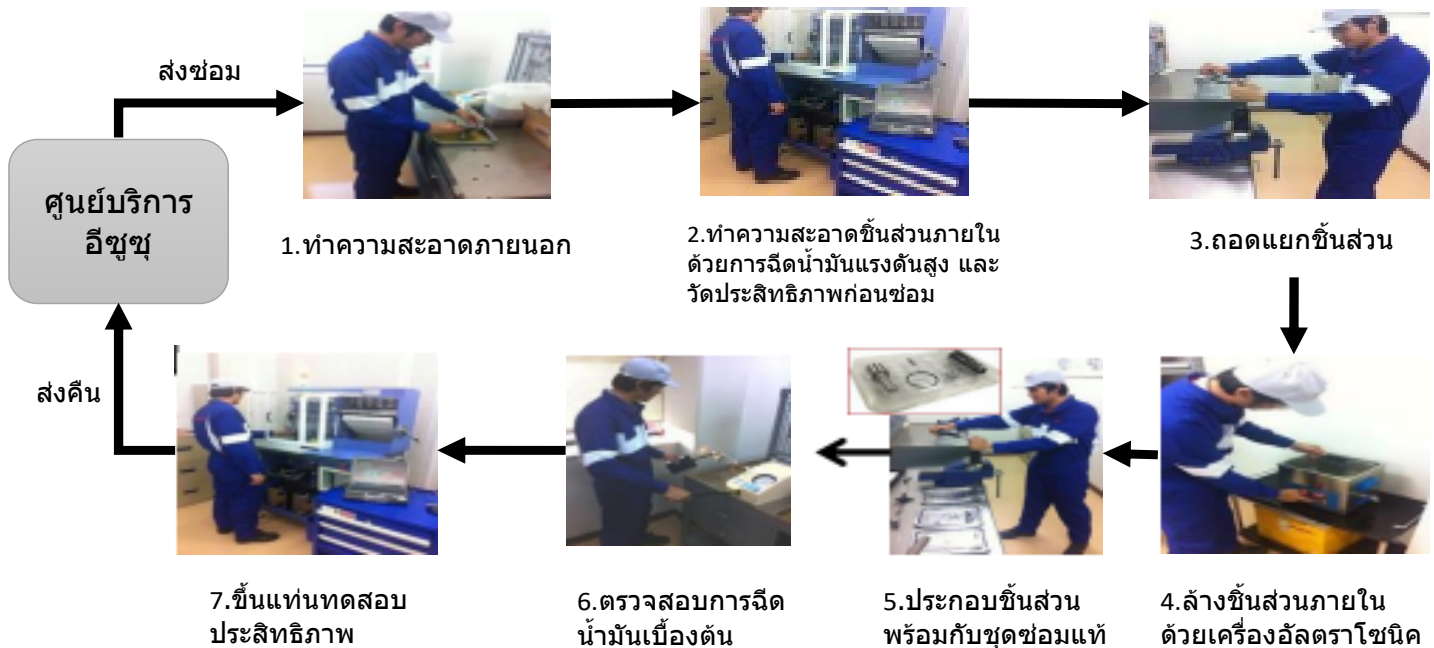 ส่งซ่อม
ศูนย์บริการ
อีซูซุ
1.ทำความสะอาดภายนอก
2.ทำความสะอาดชิ้นส่วนภายใน
ด้วยการฉีดน้ำมันแรงดันสูง และ
วัดประสิทธิภาพก่อนซ่อม
3.ถอดแยกชิ้นส่วน
ส่งคืน
7.ขึ้นแท่นทดสอบ
ประสิทธิภาพ
6.ตรวจสอบการฉีด
น้ำมันเบื้องต้น
5.ประกอบชิ้นส่วน
พร้อมกับชุดซ่อมแท้
4.ล้างชิ้นส่วนภายใน
ด้วยเครื่องอัลตราโซนิค